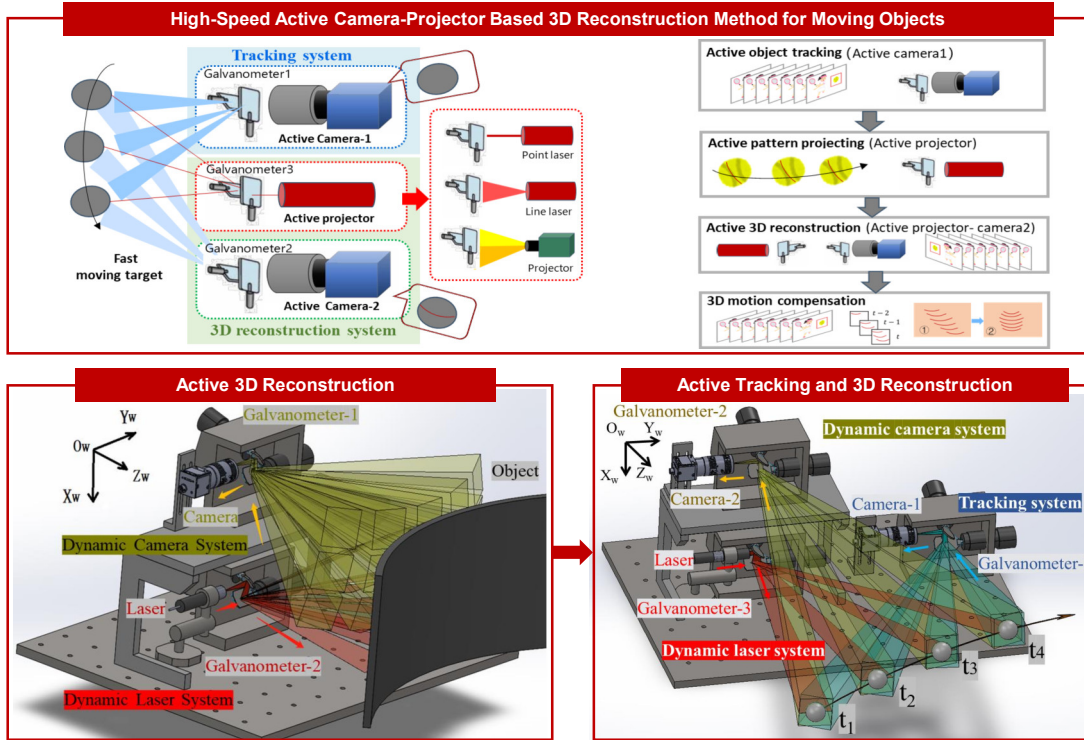 High-Speed Active Camera-Projector Based 3D Reconstruction Method for Moving Objects
Tracking system
Galvanometer1
Active Camera-1
Galvanometer3
Active projector
Galvanometer2
Active Camera-2
3D reconstruction system
Fast
moving target
Point laser
Line laser
Projector
Active object tracking (Active camera1)
Active pattern projecting (Active projector)
Active 3D reconstruction (Active projector- camera2)
3D motion compensation
t − 2
t − 1
t
①
②
Active 3D Reconstruction
Yw
Ow
Zw
Xw
Galvanometer-1
Object
Camera
Dynamic Camera System
Laser
Galvanometer-2
Dynamic Laser System
Active Tracking and 3D Reconstruction
Galvanometer-2
Ow
Yw
Xw
Zw
Dynamic camera system
Camera-2
Camera-1
Tracking system
Laser
Galvanometer-
Galvanometer-3
Dynamic laser system
t1
t2
t3
t4